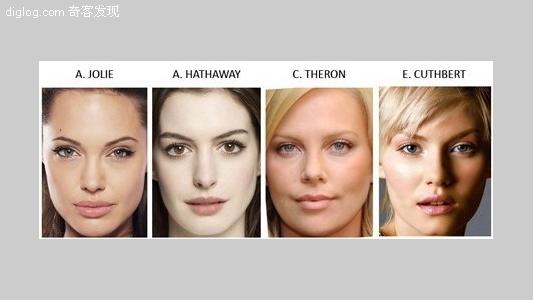 diglog.com 奇客发现
A. JOLIE
A. HATHAWAY
C. THERON
E. CUTHBERT